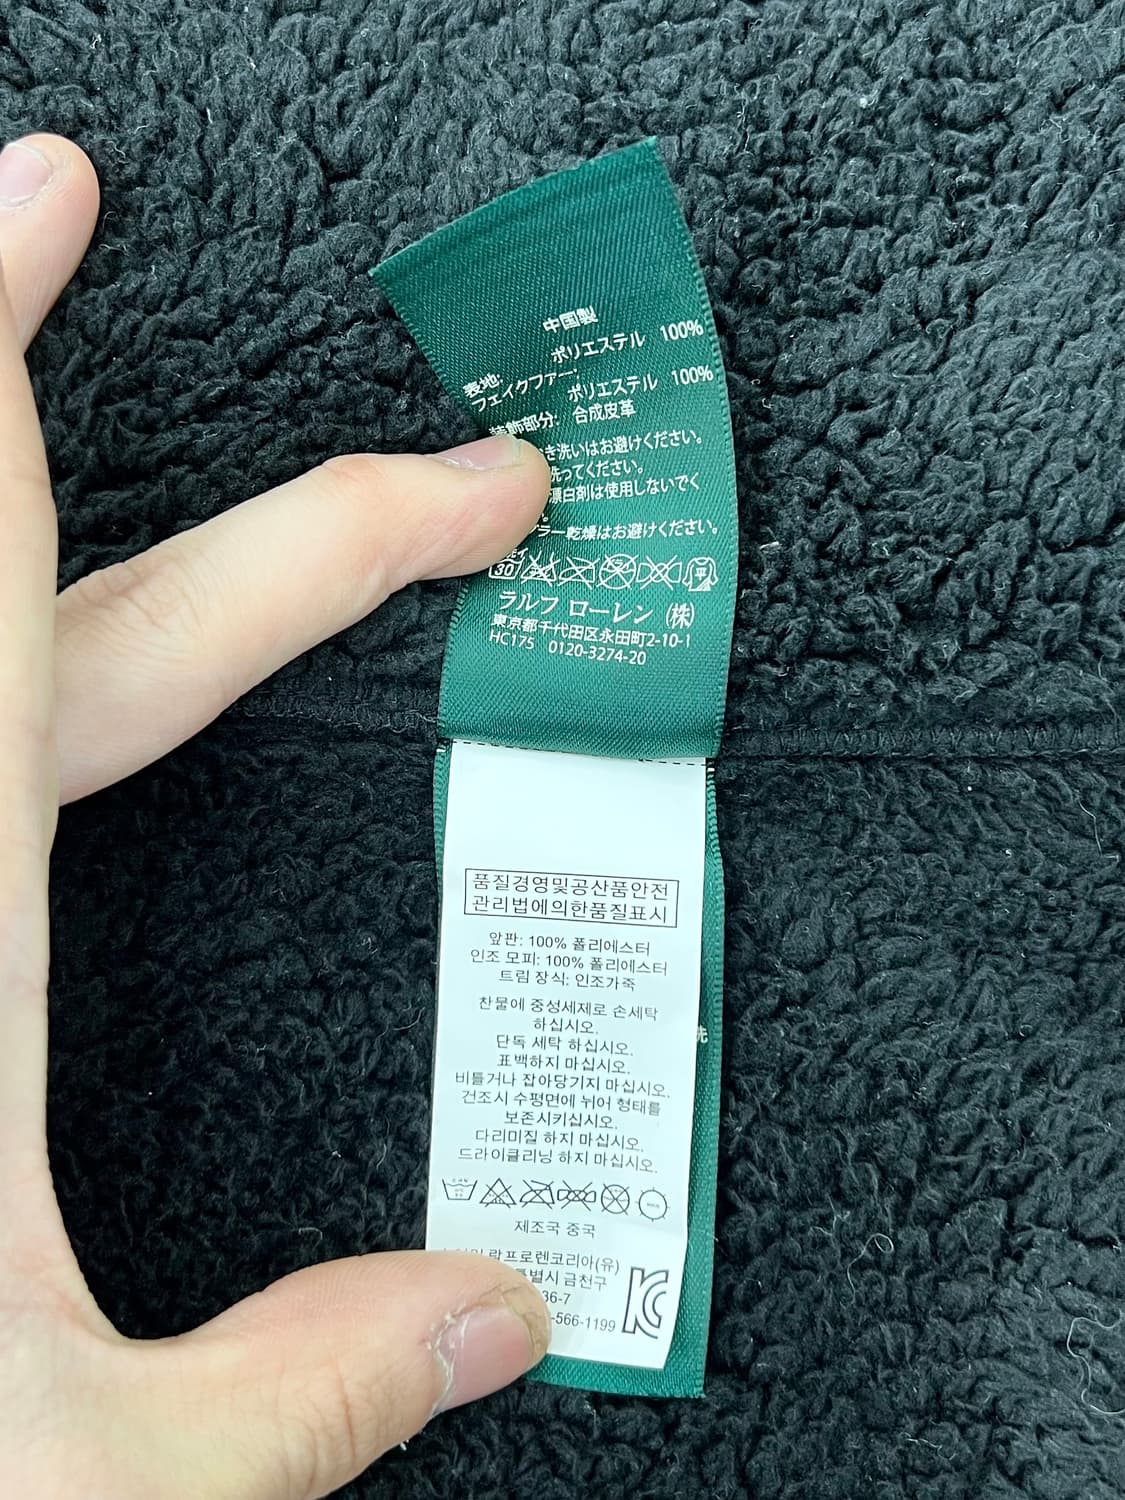 中国製
表地: ポリエステル 100%
フェイクファー:
ポリエステル 100%
装飾部分: 合成皮革
き洗いはお避けください。
洗ってください。
漂白剤は使用しないでく
ラー乾燥はお避けください。
30 平
ラルフ ローレン (株)
東京都千代田区永田町2-10-1
HC175 0120-3274-20
품질경영및공산품안전
관리법에의한품질표시
앞판: 100% 폴리에스터
인조 모피: 100% 폴리에스터
트림 장식: 인조가죽
찬물에 중성세제로 손세탁
하십시오.
단독 세탁 하십시오.
표백하지 마십시오.
비틀거나 잡아당기지 마십시오.
건조시 수평면에 뉘어 형태를
보존시키십시오.
다리미질 하지 마십시오.
드라이클리닝 하지 마십시오.
제조국 중국
랄프로렌코리아(유)
별시 금천구
36-7
-566-1199
KC
洗